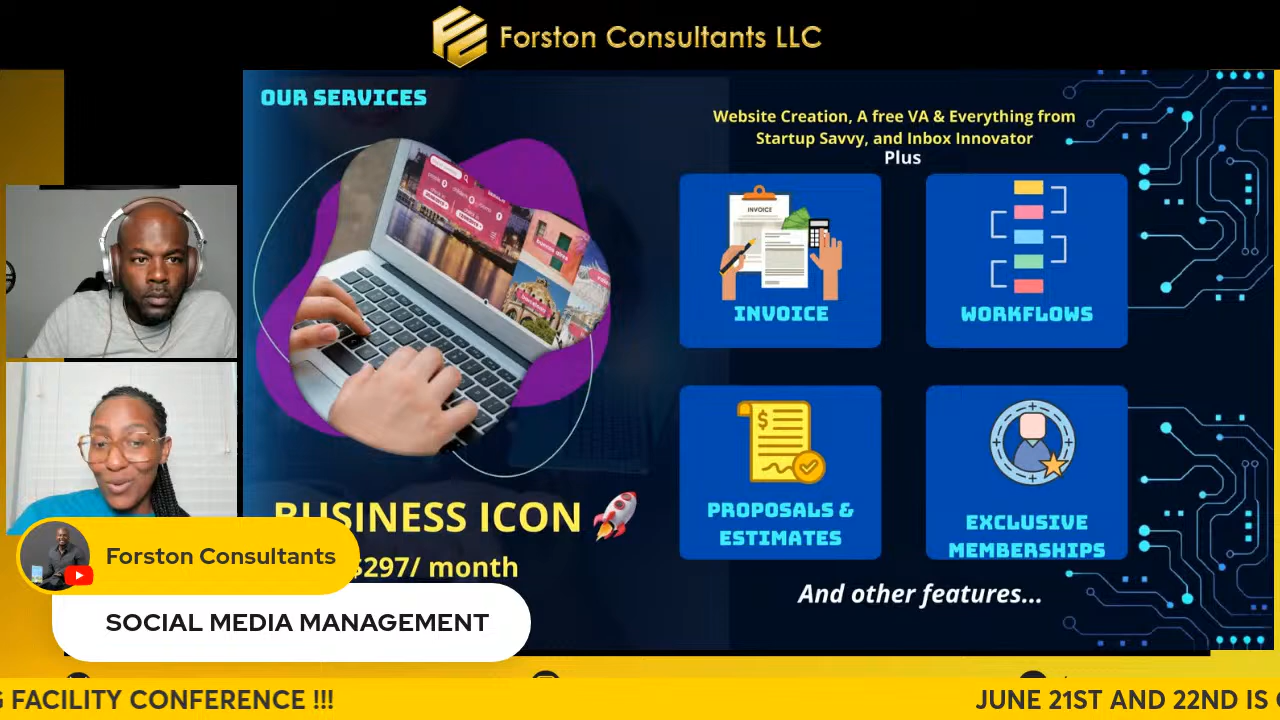 Forston Consultants LLC
OUR SERVICES
Website Creation, A free VA & Everything from
Startup Savvy, and Inbox Innovator
Plus
INVOICE
INVOICE
WORKFLOWS
PROPOSALS &
ESTIMATES
EXCLUSIVE
MEMBERSHIPS
And other features...
BUSINESS ICON
$297/ month
Forston Consultants
SOCIAL MEDIA MANAGEMENT
FACILITY CONFERENCE !!!
JUNE 21ST AND 22ND IS